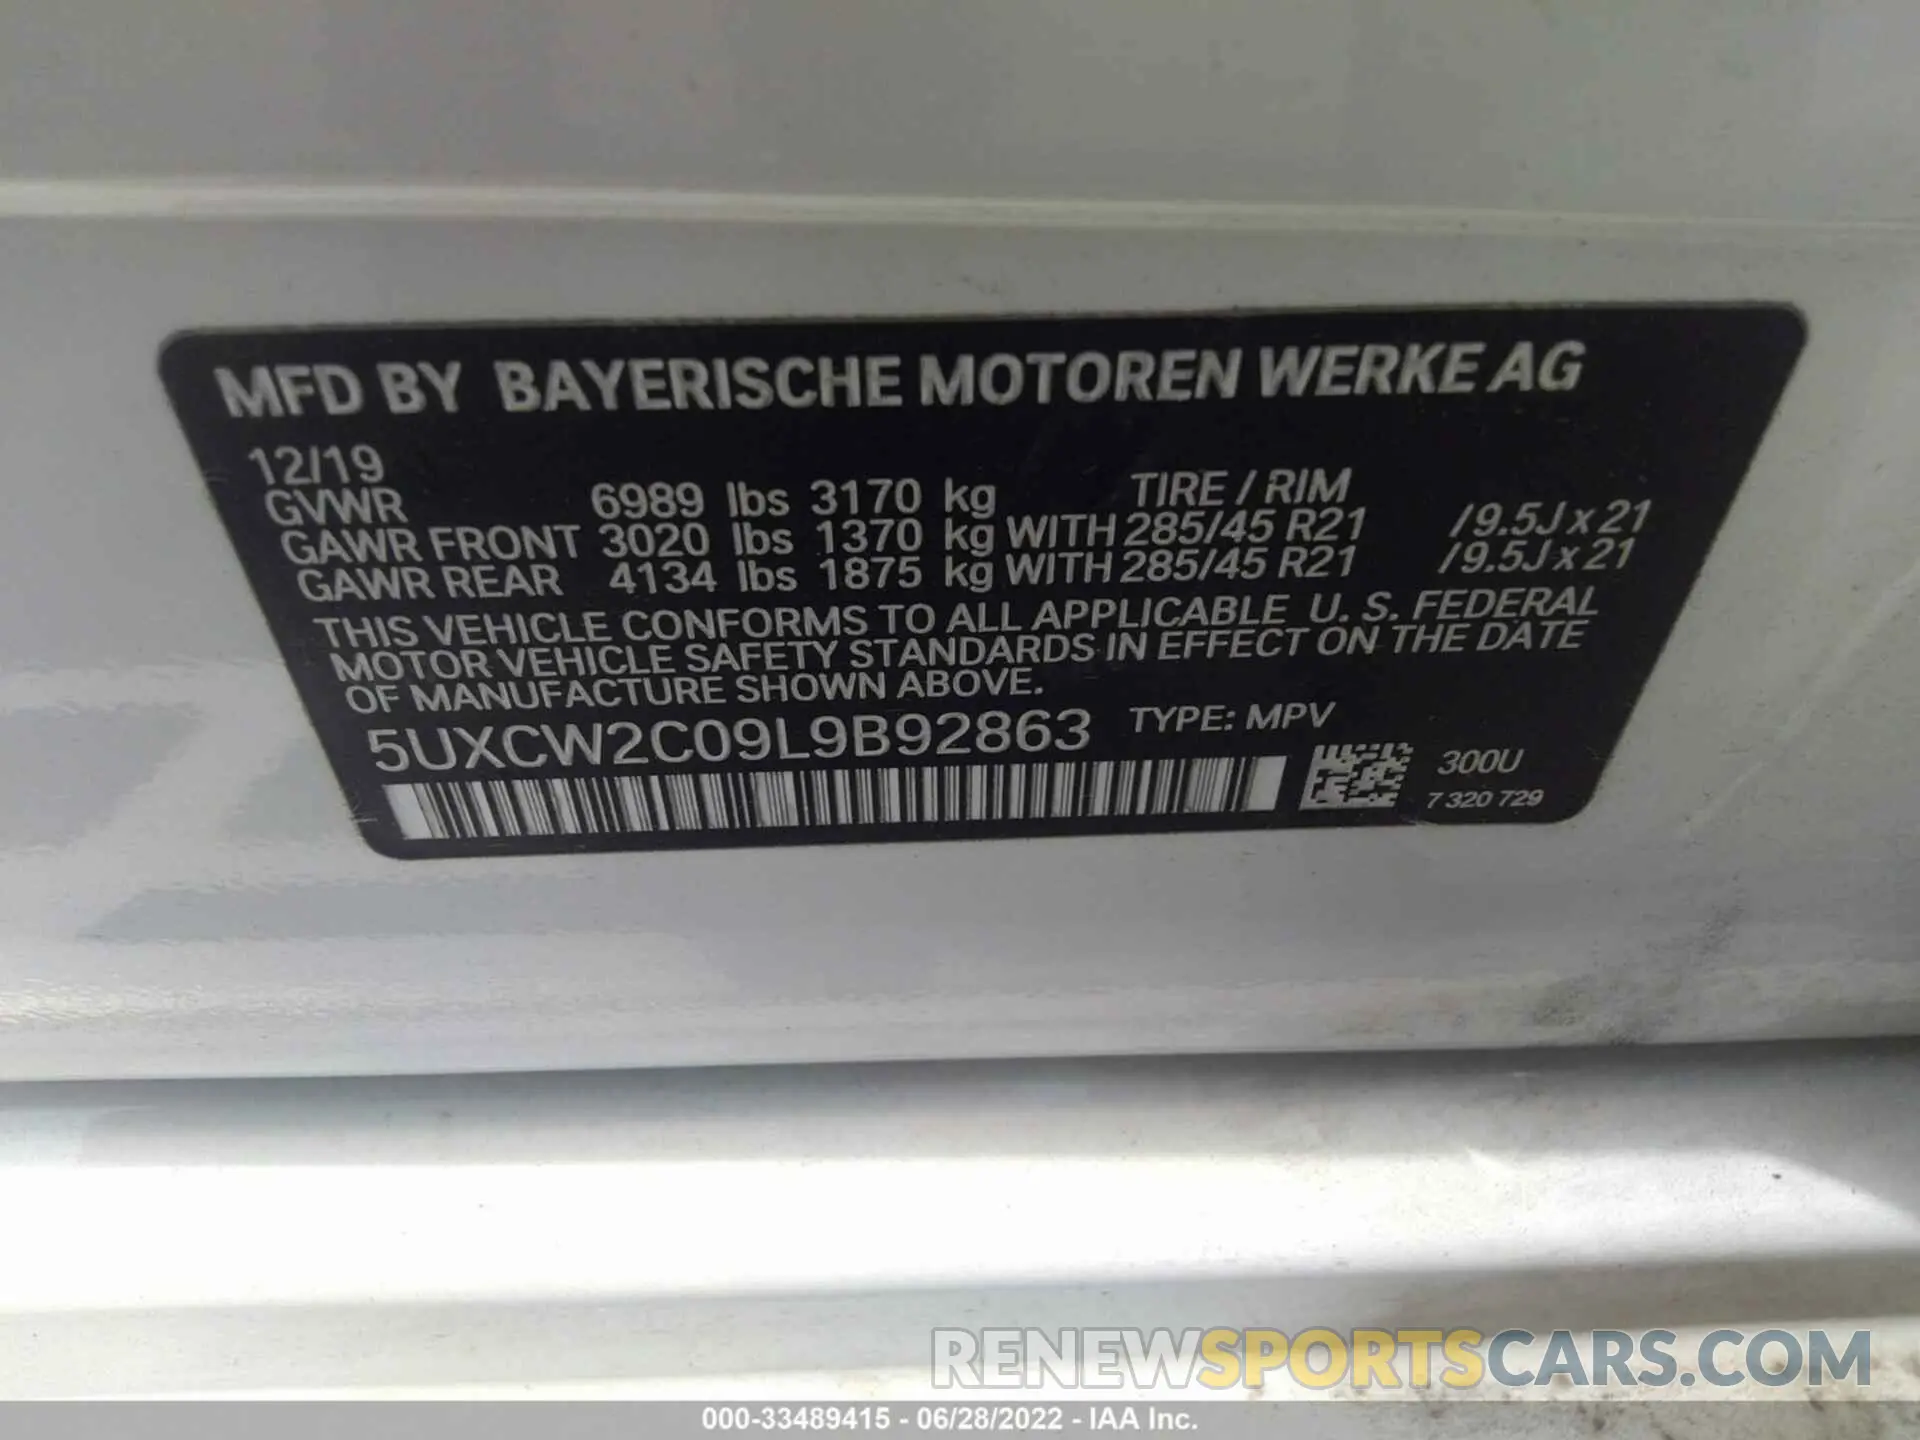 MFD BY BAYERISCHE MOTOREN WERKE AG
12/19
GVWR 6989 lbs 3170 kg TIRE / RIM
GAWR FRONT 3020 lbs 1370 kg WITH 285/45 R21 /9.5J x 21
GAWR REAR 4134 lbs 1875 kg WITH 285/45 R21 /9.5J x 21
THIS VEHICLE CONFORMS TO ALL APPLICABLE U. S. FEDERAL
MOTOR VEHICLE SAFETY STANDARDS IN EFFECT ON THE DATE
OF MANUFACTURE SHOWN ABOVE.
5UXCW2C09L9B92863 TYPE: MPV
300U
7 320 729
RENEWSPORTSCARS.COM
000-33489415 - 06/28/2022 - IAA Inc.